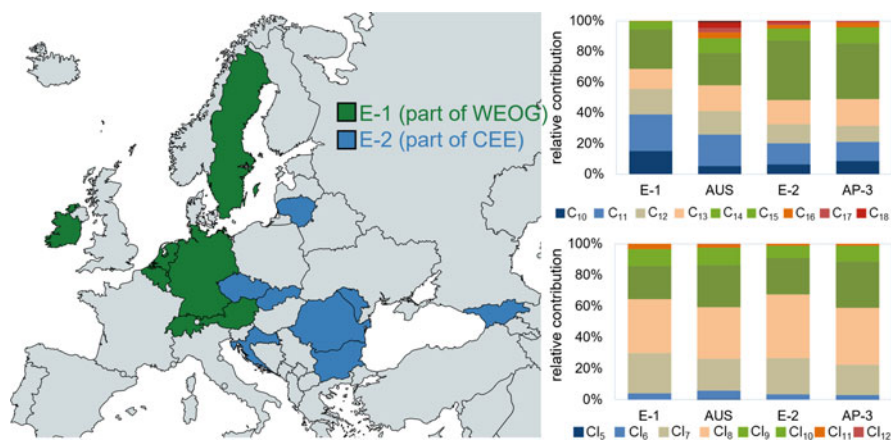 E-1 (part of WEOG)
E-2 (part of CEE)
relative contribution
100%
80%
60%
40%
20%
0%
E-1 AUS E-2 AP-3
C₁₀ C₁₁ C₁₂ C₁₃ C₁₄ C₁₅ C₁₆ C₁₇ C₁₈
relative contribution
100%
80%
60%
40%
20%
0%
E-1 AUS E-2 AP-3
Cl₅ Cl₆ Cl₇ Cl₈ Cl₉ Cl₁₀ Cl₁₁ Cl₁₂